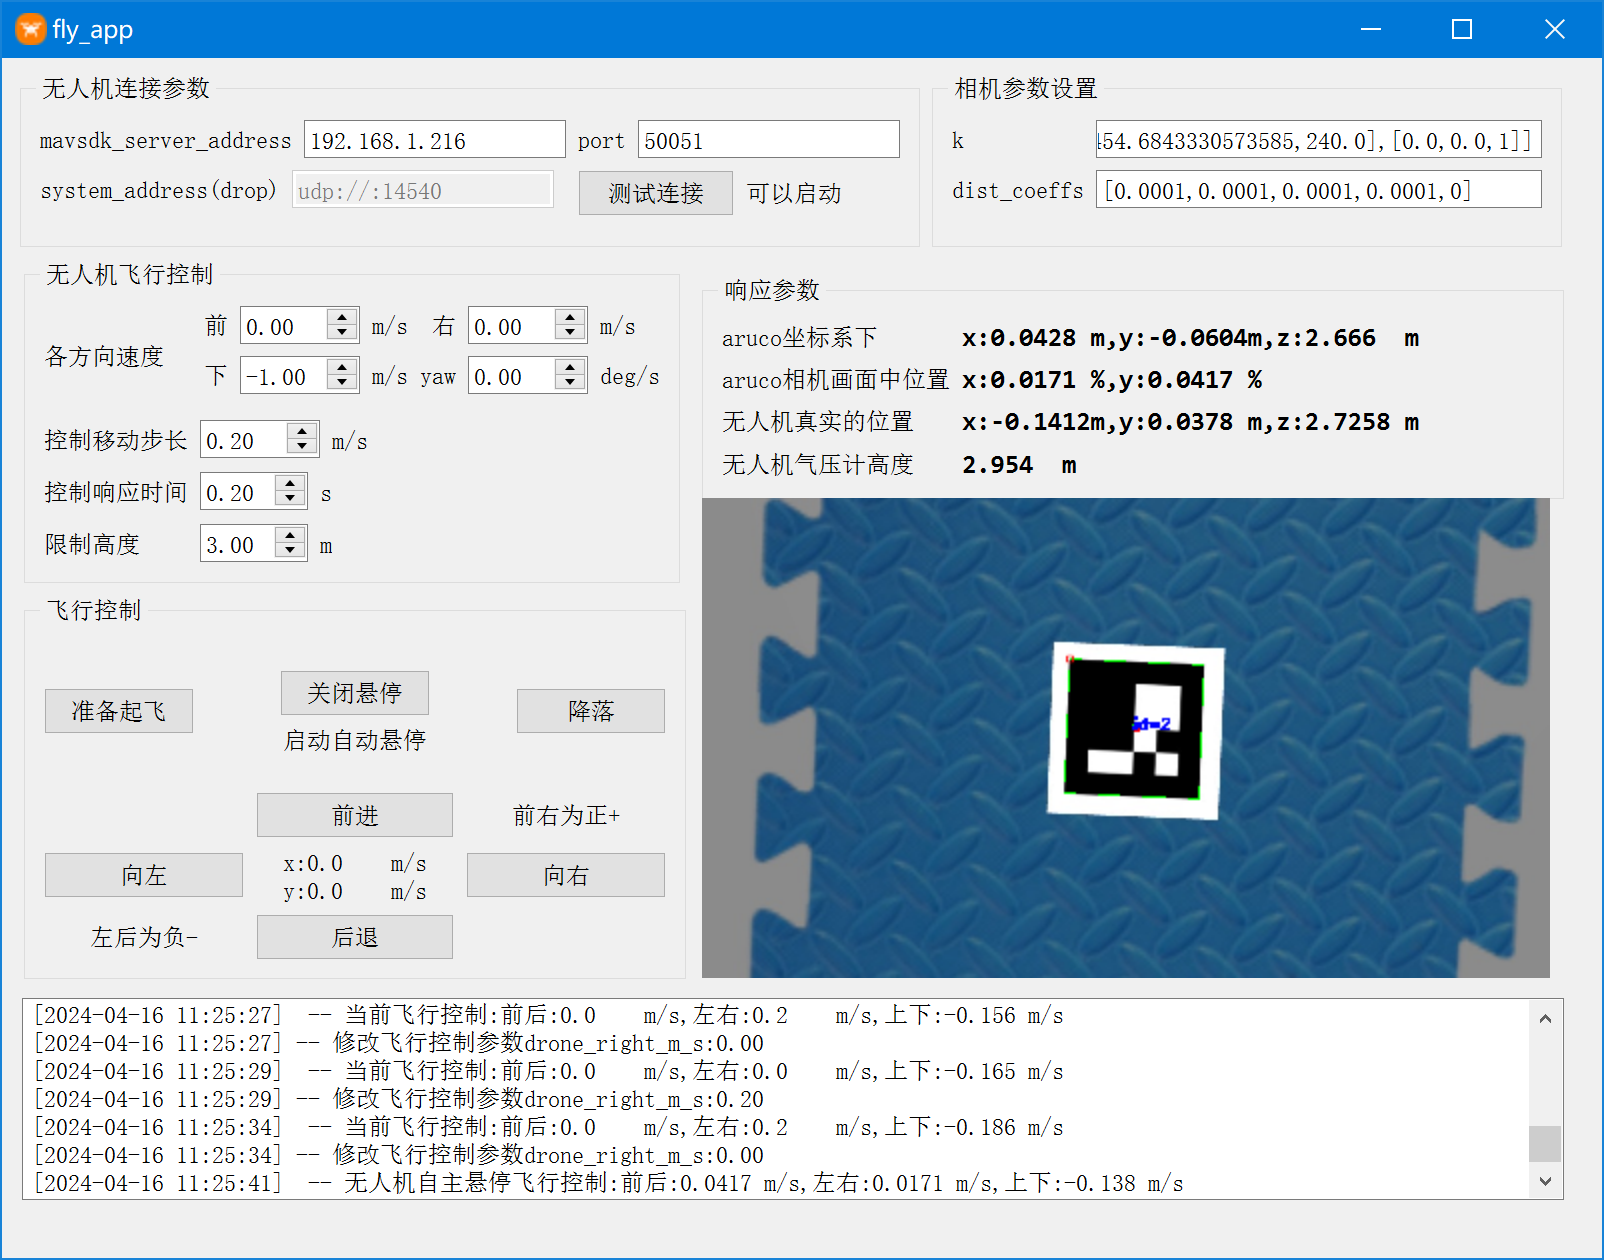 fly_app
无人机连接参数
mavsdk_server_address 192.168.1.216 port 50051
system_address(drop) udp://:14540 测试连接 可以启动
相机参数设置
k 454.6843330573585,240.0],[0.0,0.0,1]]
dist_coeffs [0.0001,0.0001,0.0001,0.0001,0]
无人机飞行控制
各方向速度
前 0.00 m/s 右 0.00 m/s
下 -1.00 m/s yaw 0.00 deg/s
控制移动步长 0.20 m/s
控制响应时间 0.20 s
限制高度 3.00 m
响应参数
aruco坐标系下 x:0.0428 m,y:-0.0604m,z:2.666 m
aruco相机画面中位置 x:0.0171 %,y:0.0417 %
无人机真实的位置 x:-0.1412m,y:0.0378 m,z:2.7258 m
无人机气压计高度 2.954 m
id=2
飞行控制
准备起飞 关闭悬停 降落
启动自动悬停
前进 前右为正+
向左 x:0.0 m/s 向右
y:0.0 m/s
左后为负- 后退
[2024-04-16 11:25:27] -- 当前飞行控制:前后:0.0 m/s,左右:0.2 m/s,上下:-0.156 m/s
[2024-04-16 11:25:27] -- 修改飞行控制参数drone_right_m_s:0.00
[2024-04-16 11:25:29] -- 当前飞行控制:前后:0.0 m/s,左右:0.0 m/s,上下:-0.165 m/s
[2024-04-16 11:25:29] -- 修改飞行控制参数drone_right_m_s:0.20
[2024-04-16 11:25:34] -- 当前飞行控制:前后:0.0 m/s,左右:0.2 m/s,上下:-0.186 m/s
[2024-04-16 11:25:34] -- 修改飞行控制参数drone_right_m_s:0.00
[2024-04-16 11:25:41] -- 无人机自主悬停飞行控制:前后:0.0417 m/s,左右:0.0171 m/s,上下:-0.138 m/s